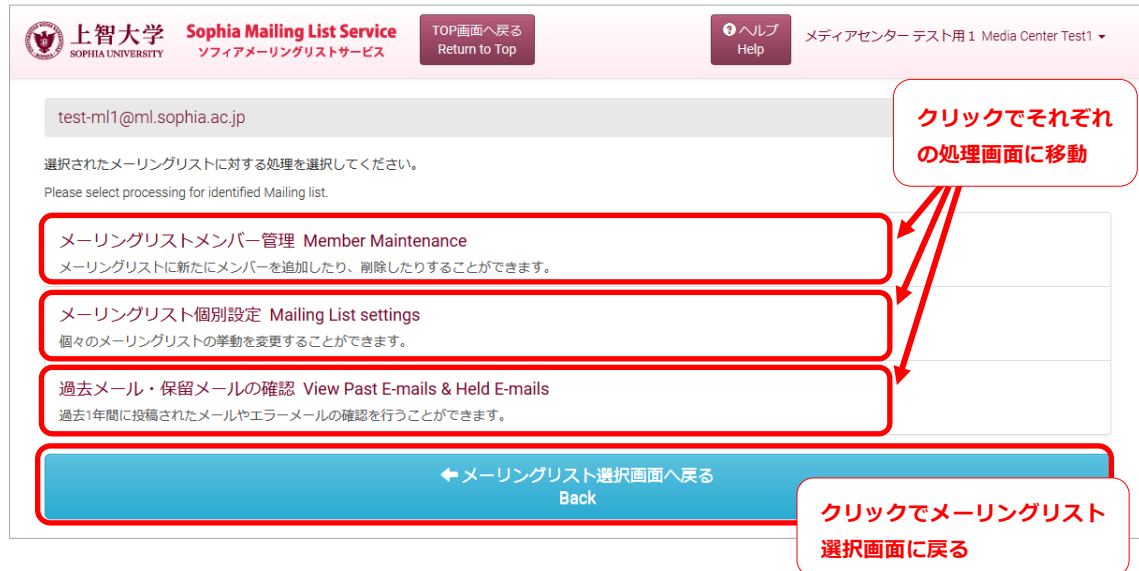 上智大学
SOPHIA UNIVERSITY
Sophia Mailing List Service
ソフィアメーリングリストサービス
TOP画面へ戻る
Return to Top
ヘルプ
Help
メディアセンター テスト用１ Media Center Test1
test-ml1@ml.sophia.ac.jp
クリックでそれぞれ
の処理画面に移動
選択されたメーリングリストに対する処理を選択してください。
Please select processing for identified Mailing list.
メーリングリストメンバー管理 Member Maintenance
メーリングリストに新たにメンバーを追加したり、削除したりすることができます。
メーリングリスト個別設定 Mailing List settings
個々のメーリングリストの挙動を変更することができます。
過去メール・保留メールの確認 View Past E-mails & Held E-mails
過去1年間に投稿されたメールやエラーメールの確認を行うことができます。
メーリングリスト選択画面へ戻る
Back
クリックでメーリングリスト
選択画面に戻る